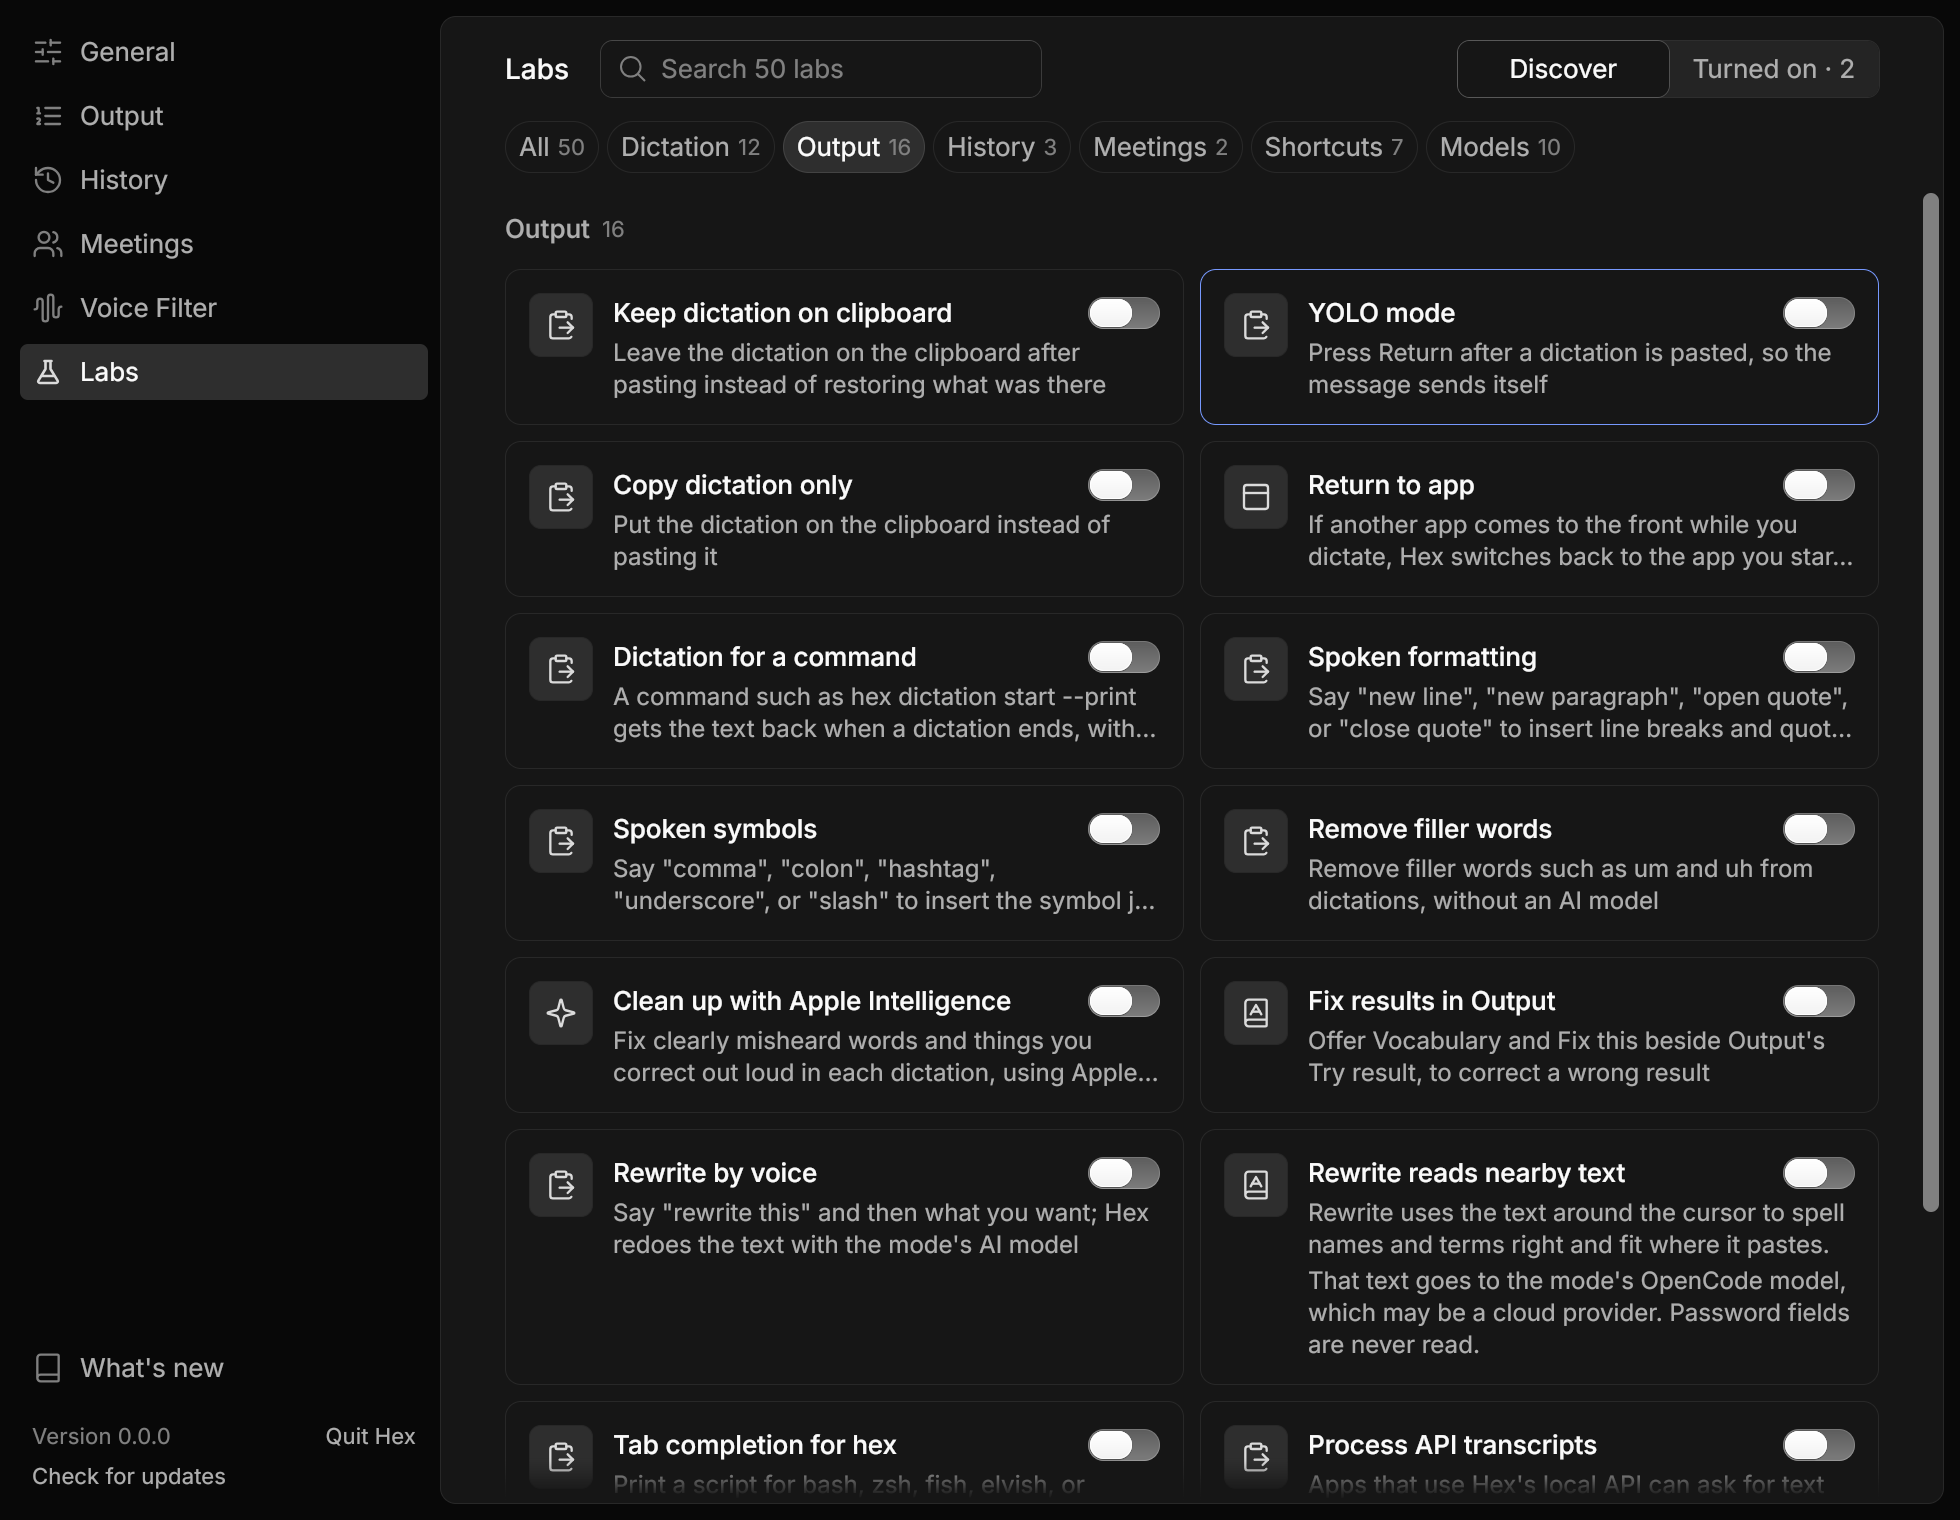 General
Output
History
Meetings
Voice Filter
Labs
What's new
Version 0.0.0
Quit Hex
Check for updates
Labs
Search 50 labs
Discover
Turned on · 2
All 50
Dictation 12
Output 16
History 3
Meetings 2
Shortcuts 7
Models 10
Output 16
Keep dictation on clipboard
Leave the dictation on the clipboard after
pasting instead of restoring what was there
YOLO mode
Press Return after a dictation is pasted, so the
message sends itself
Copy dictation only
Put the dictation on the clipboard instead of
pasting it
Return to app
If another app comes to the front while you
dictate, Hex switches back to the app you star...
Dictation for a command
A command such as hex dictation start --print
gets the text back when a dictation ends, with...
Spoken formatting
Say "new line", "new paragraph", "open quote",
or "close quote" to insert line breaks and quot...
Spoken symbols
Say "comma", "colon", "hashtag",
"underscore", or "slash" to insert the symbol j...
Remove filler words
Remove filler words such as um and uh from
dictations, without an AI model
Clean up with Apple Intelligence
Fix clearly misheard words and things you
correct out loud in each dictation, using Apple...
Fix results in Output
Offer Vocabulary and Fix this beside Output's
Try result, to correct a wrong result
Rewrite by voice
Say "rewrite this" and then what you want; Hex
redoes the text with the mode's AI model
Rewrite reads nearby text
Rewrite uses the text around the cursor to spell
names and terms right and fit where it pastes.
That text goes to the mode's OpenCode model,
which may be a cloud provider. Password fields
are never read.
Tab completion for hex
Print a script for bash, zsh, fish, elvish, or
Process API transcripts
Apps that use Hex's local API can ask for text